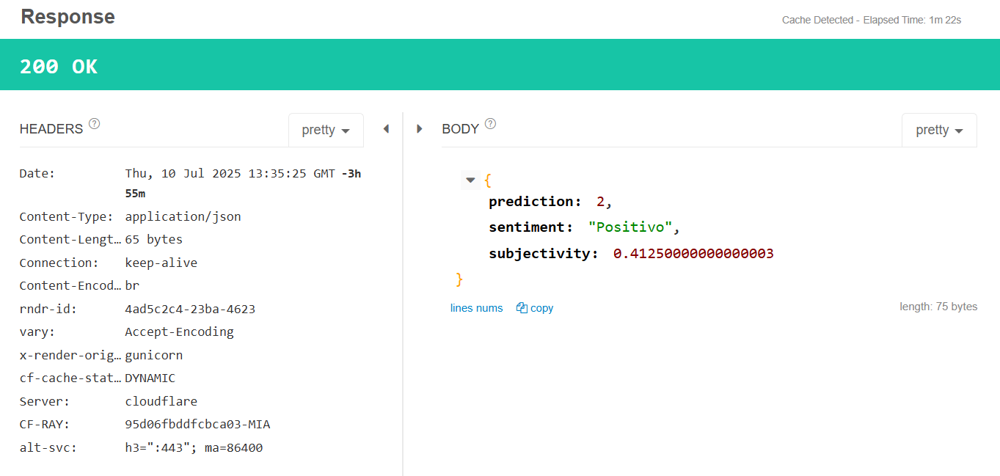 Response
Cache Detected - Elapsed Time: 1m 22s
200 OK
HEADERS ?
pretty
BODY ?
pretty
Date: Thu, 10 Jul 2025 13:35:25 GMT -3h
55m
Content-Type: application/json
Content-Lengt… 65 bytes
Connection: keep-alive
Content-Encod… br
rndr-id: 4ad5c2c4-23ba-4623
vary: Accept-Encoding
x-render-orig… gunicorn
cf-cache-stat… DYNAMIC
Server: cloudflare
CF-RAY: 95d06fbddfcbca03-MIA
alt-svc: h3=":443"; ma=86400
{
prediction: 2,
sentiment: "Positivo",
subjectivity: 0.41250000000000003
}
lines nums copy
length: 75 bytes